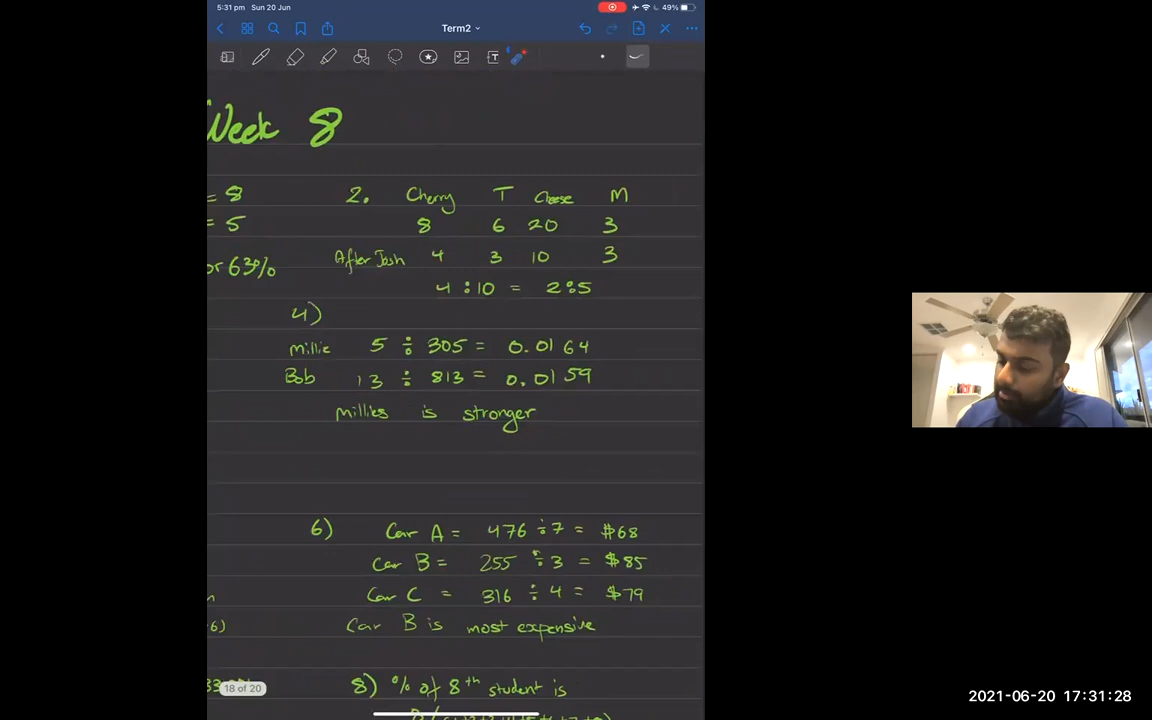 5:31 pm Sun 20 Jun
49%
Term2
Week 8
= 8
= 5
or 63%
2. Cherry T Cheese M
8 6 20 3
After Josh 4 3 10 3
4 : 10 = 2 : 5
4)
Millie 5 ÷ 305 = 0.0164
Bob 13 ÷ 813 = 0.0159
Millies is stronger
6) Car A = 476 ÷ 7 = $68
Car B = 255 ÷ 3 = $85
Car C = 316 ÷ 4 = $79
Car B is most expensive
6)
18 of 20
8) % of 8th student is
2021-06-20 17:31:28